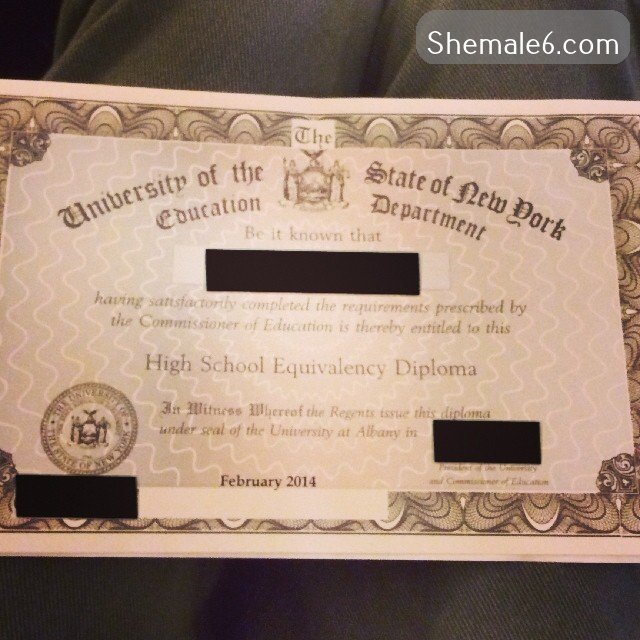 Shemale6.com
The
University of the State of New York
Education Department
Be it known that
having satisfactorily completed the requirements prescribed by
the Commissioner of Education is thereby entitled to this
High School Equivalency Diploma
In Witness Whereof the Regents issue this diploma
under seal of the University at Albany in
President of the University
and Commissioner of Education
February 2014